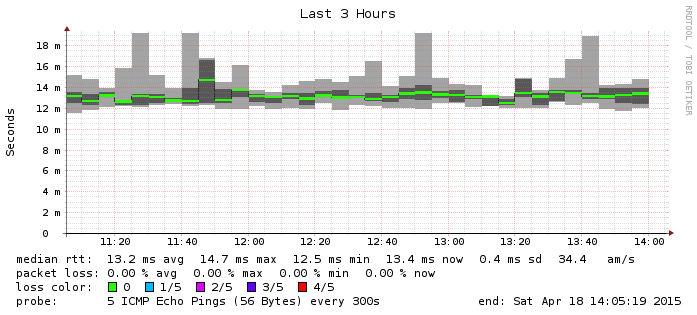 Last 3 Hours
RRDTOOL / TOBI OETIKER
Seconds
18 m
16 m
14 m
12 m
10 m
8 m
6 m
4 m
2 m
0
11:20 11:40 12:00 12:20 12:40 13:00 13:20 13:40 14:00
median rtt: 13.2 ms avg 14.7 ms max 12.5 ms min 13.4 ms now 0.4 ms sd 34.4 am/s
packet loss: 0.00 % avg 0.00 % max 0.00 % min 0.00 % now
loss color: 0 1/5 2/5 3/5 4/5
probe: 5 ICMP Echo Pings (56 Bytes) every 300s end: Sat Apr 18 14:05:19 2015